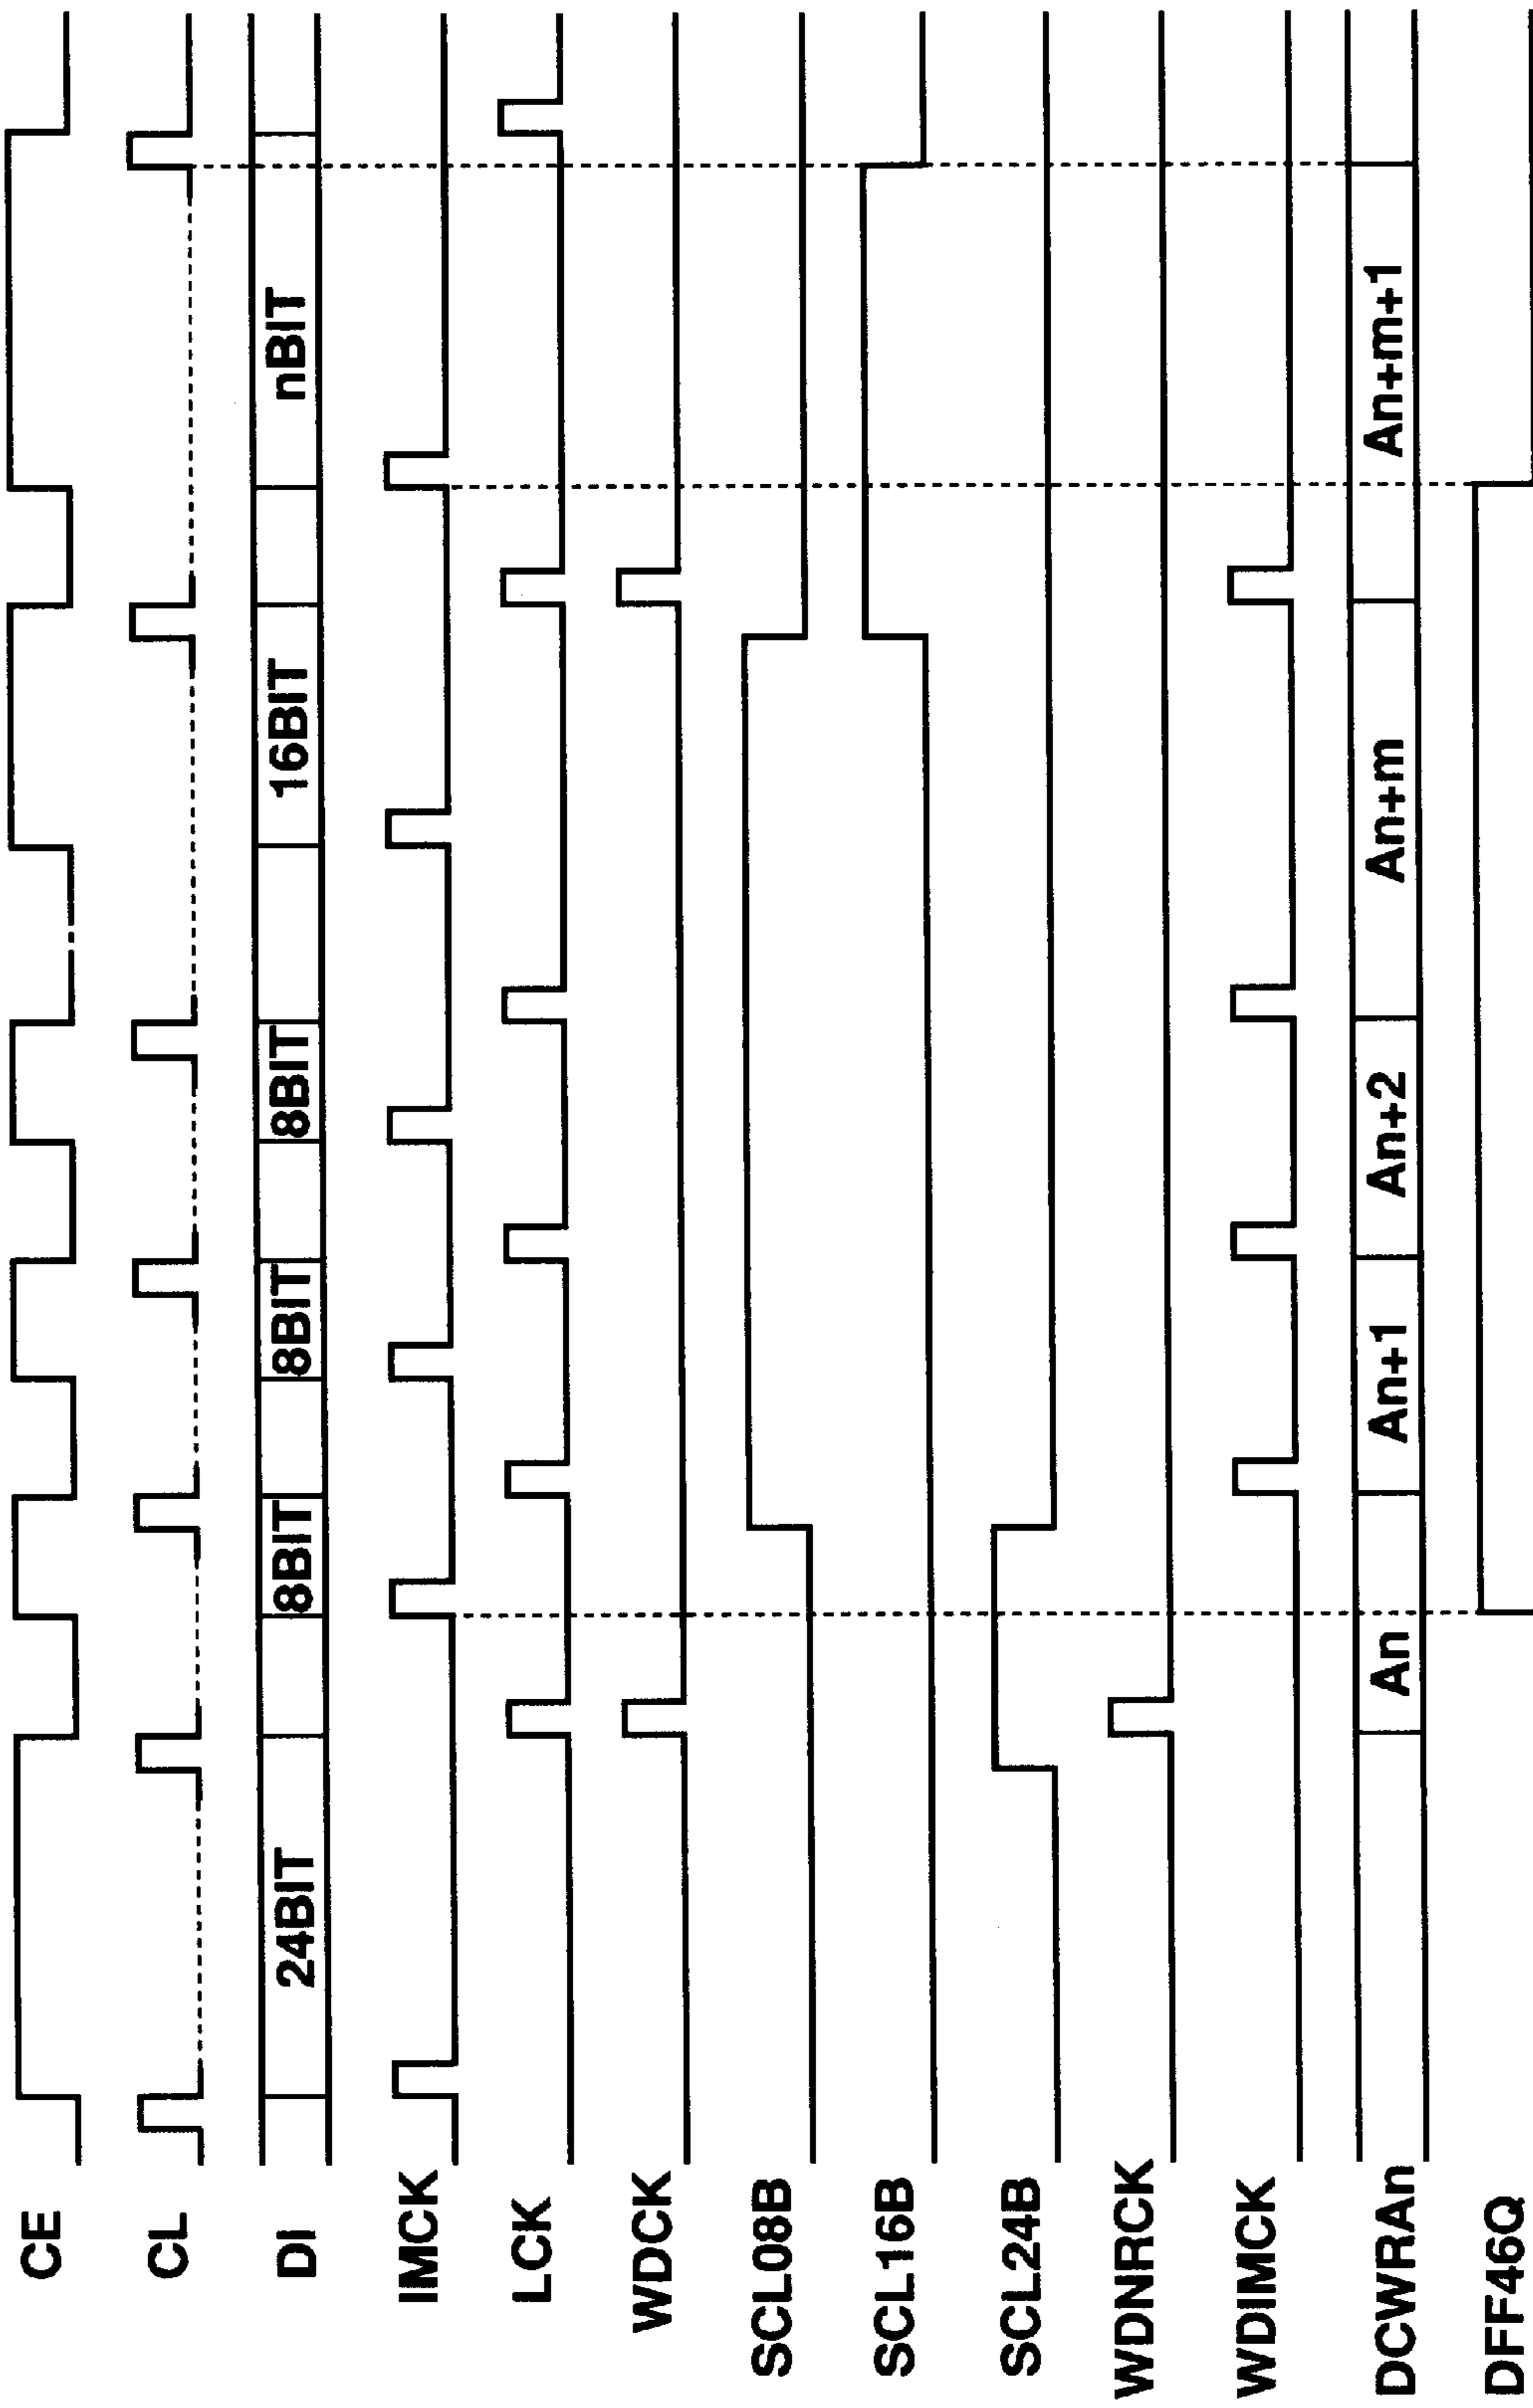 CE
CL
DI 24BIT 8BIT 8BIT 8BIT 16BIT nBIT
IMCK
LCK
WDCK
SCL08B
SCL16B
SCL24B
WDNRCK
WDIMCK
DCWRAn An An+1 An+2 An+m An+m+1
DFF46Q